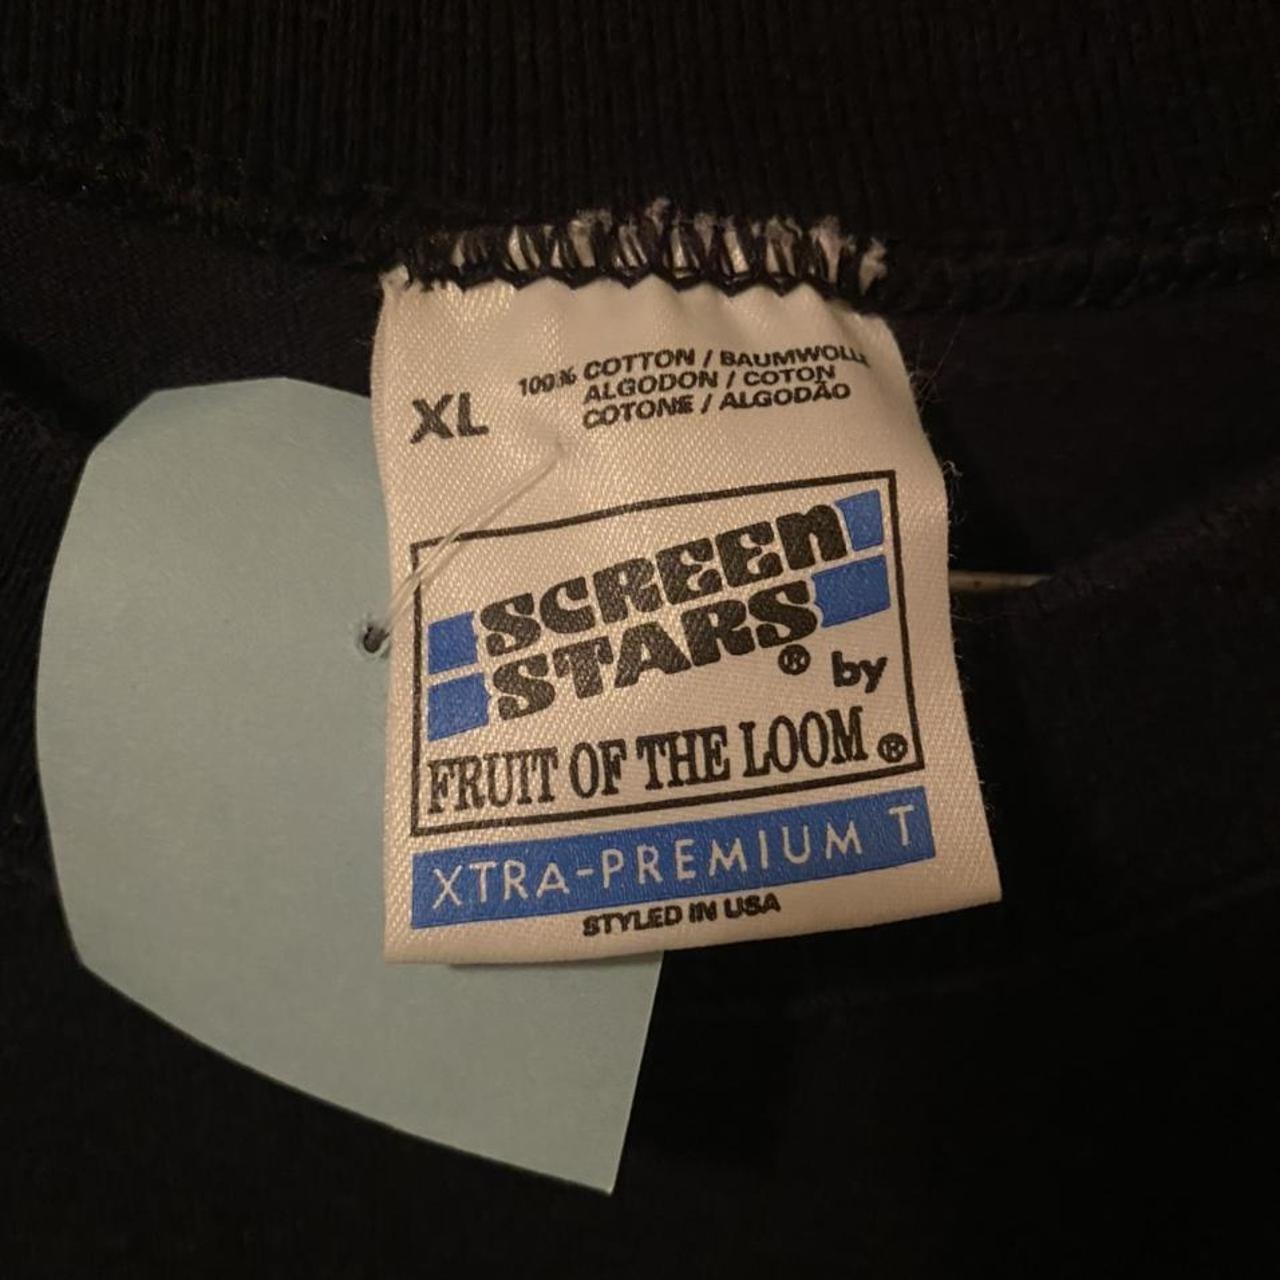 XL
100% COTTON / BAUMWOLLE
ALGODON / COTON
COTONE / ALGODÃO
SCREEN
STARS® by
FRUIT OF THE LOOM®
XTRA-PREMIUM T
STYLED IN USA